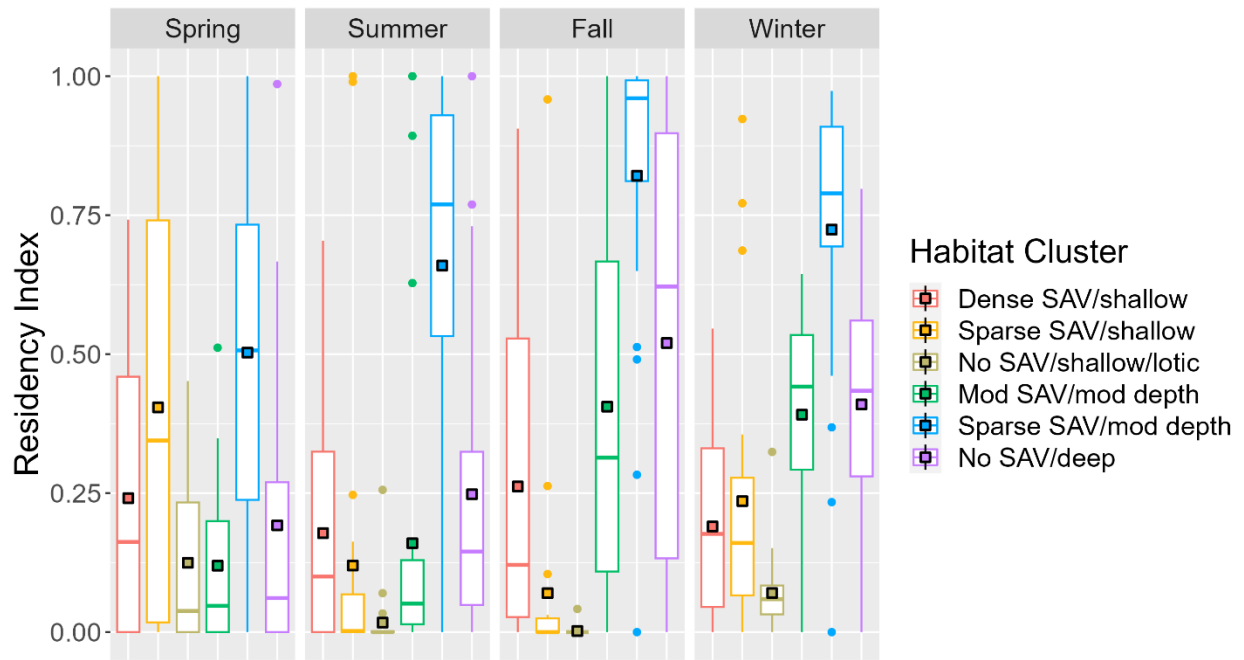 Spring
Summer
Fall
Winter
1.00
0.75
0.50
0.25
0.00
Residency Index
Habitat Cluster
Dense SAV/shallow
Sparse SAV/shallow
No SAV/shallow/lotic
Mod SAV/mod depth
Sparse SAV/mod depth
No SAV/deep